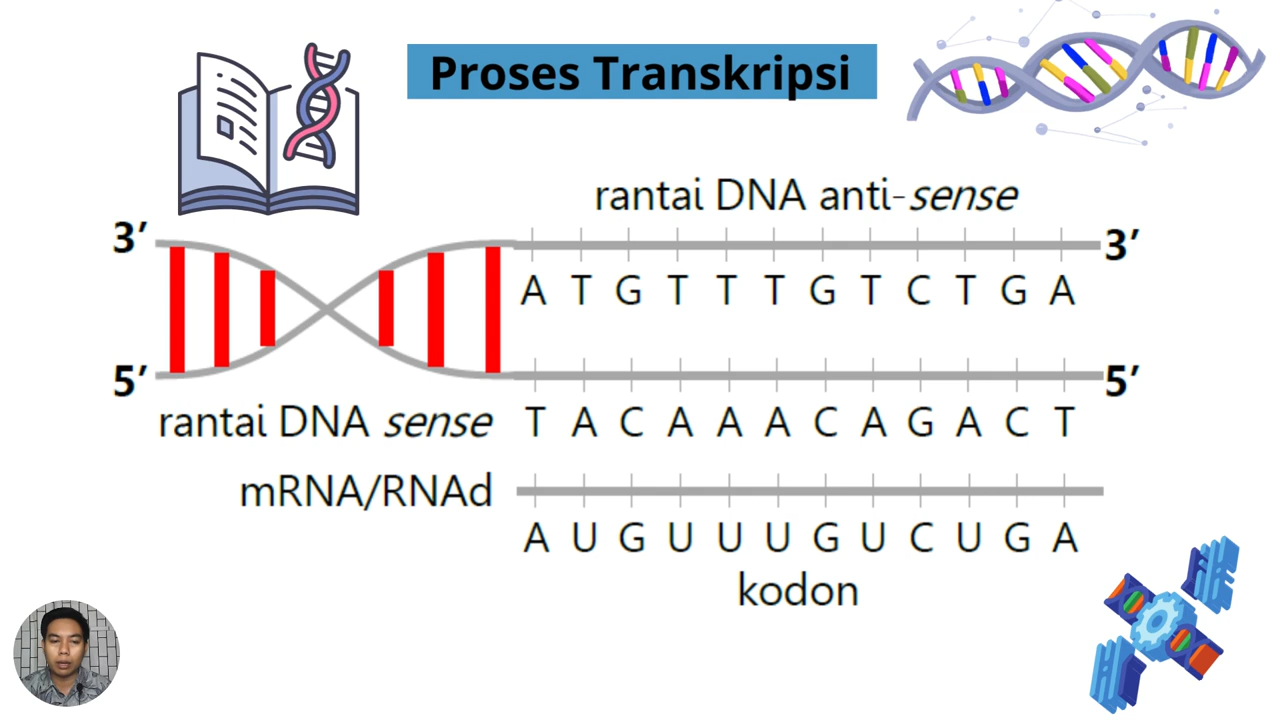 Proses Transkripsi
rantai DNA anti-sense
3’ 3’
A T G T T T G T C T G A
5’ 5’
rantai DNA sense T A C A A A C A G A C T
mRNA/RNAd
A U G U U U G U C U G A
kodon